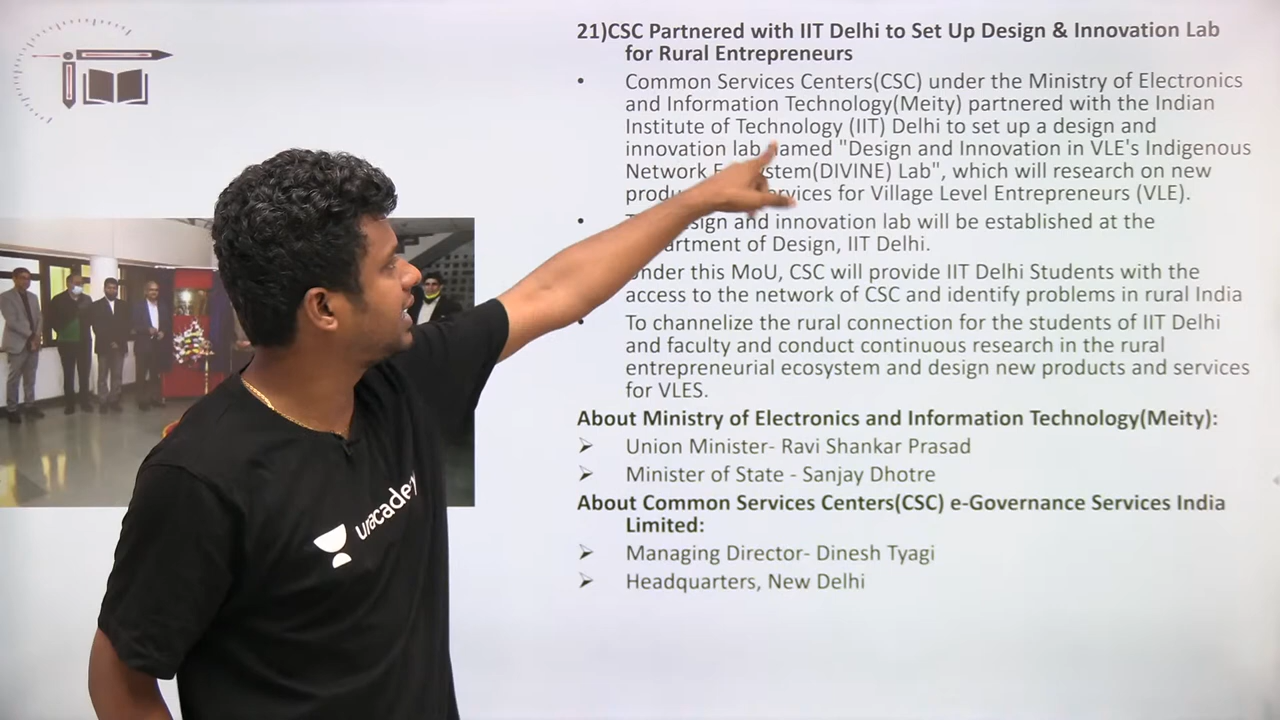 21)CSC Partnered with IIT Delhi to Set Up Design & Innovation Lab
for Rural Entrepreneurs
• Common Services Centers(CSC) under the Ministry of Electronics
and Information Technology(Meity) partnered with the Indian
Institute of Technology (IIT) Delhi to set up a design and
innovation lab named "Design and Innovation in VLE's Indigenous
Network (DIVINE) Lab", which will research on new
for Village Level Entrepreneurs (VLE).
• and innovation lab will be established at the
of Design, IIT Delhi.
Under this MoU, CSC will provide IIT Delhi Students with the
access to the network of CSC and identify problems in rural India
• To channelize the rural connection for the students of IIT Delhi
and faculty and conduct continuous research in the rural
entrepreneurial ecosystem and design new products and services
for VLES.
About Ministry of Electronics and Information Technology(Meity):
➢ Union Minister- Ravi Shankar Prasad
➢ Minister of State - Sanjay Dhotre
About Common Services Centers(CSC) e-Governance Services India
Limited:
➢ Managing Director- Dinesh Tyagi
➢ Headquarters, New Delhi
unacademy